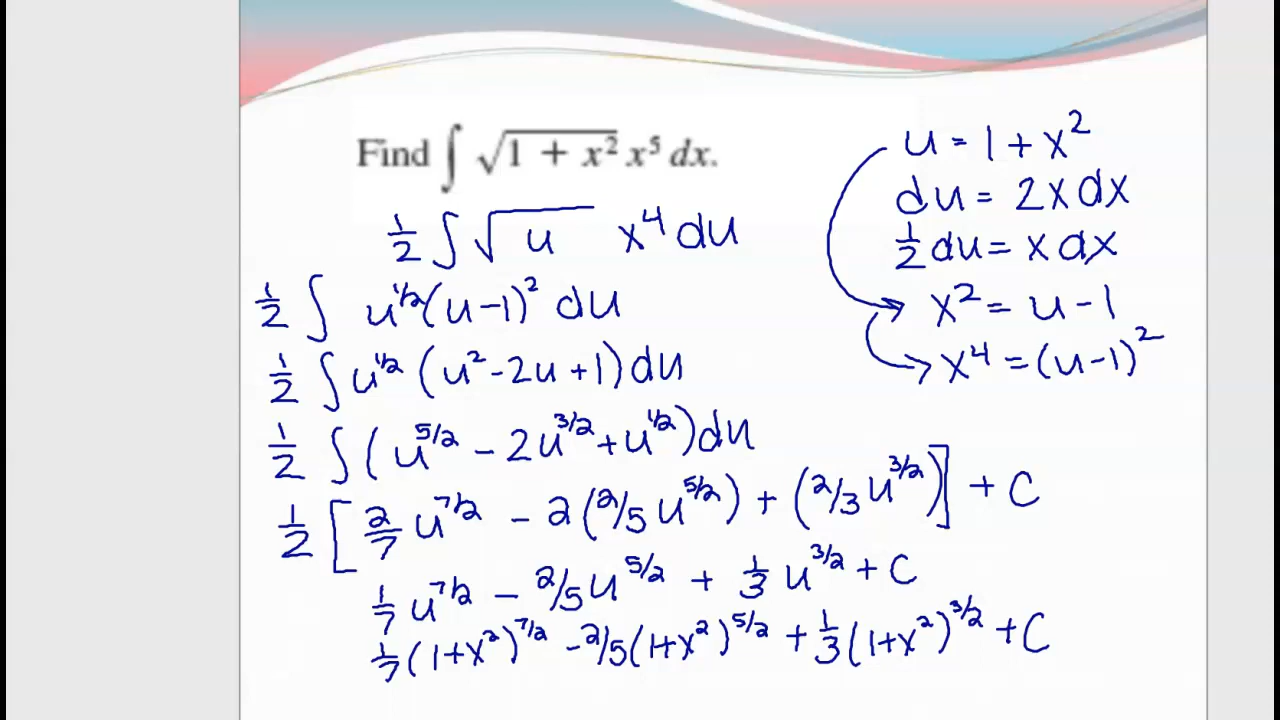 Find ∫ √(1 + x²) x⁵ dx.
½ ∫ √u x⁴ du
½ ∫ u^(1/2) (u-1)² du
½ ∫ u^(1/2) (u² - 2u + 1) du
½ ∫ (u^(5/2) - 2u^(3/2) + u^(1/2)) du
½ [2/7 u^(7/2) - 2(2/5 u^(5/2)) + (2/3 u^(3/2))] + C
1/7 u^(7/2) - 2/5 u^(5/2) + 1/3 u^(3/2) + C
1/7 (1+x²)^(7/2) - 2/5 (1+x²)^(5/2) + 1/3 (1+x²)^(3/2) + C
u = 1 + x²
du = 2x dx
½ du = x dx
x² = u - 1
x⁴ = (u-1)²